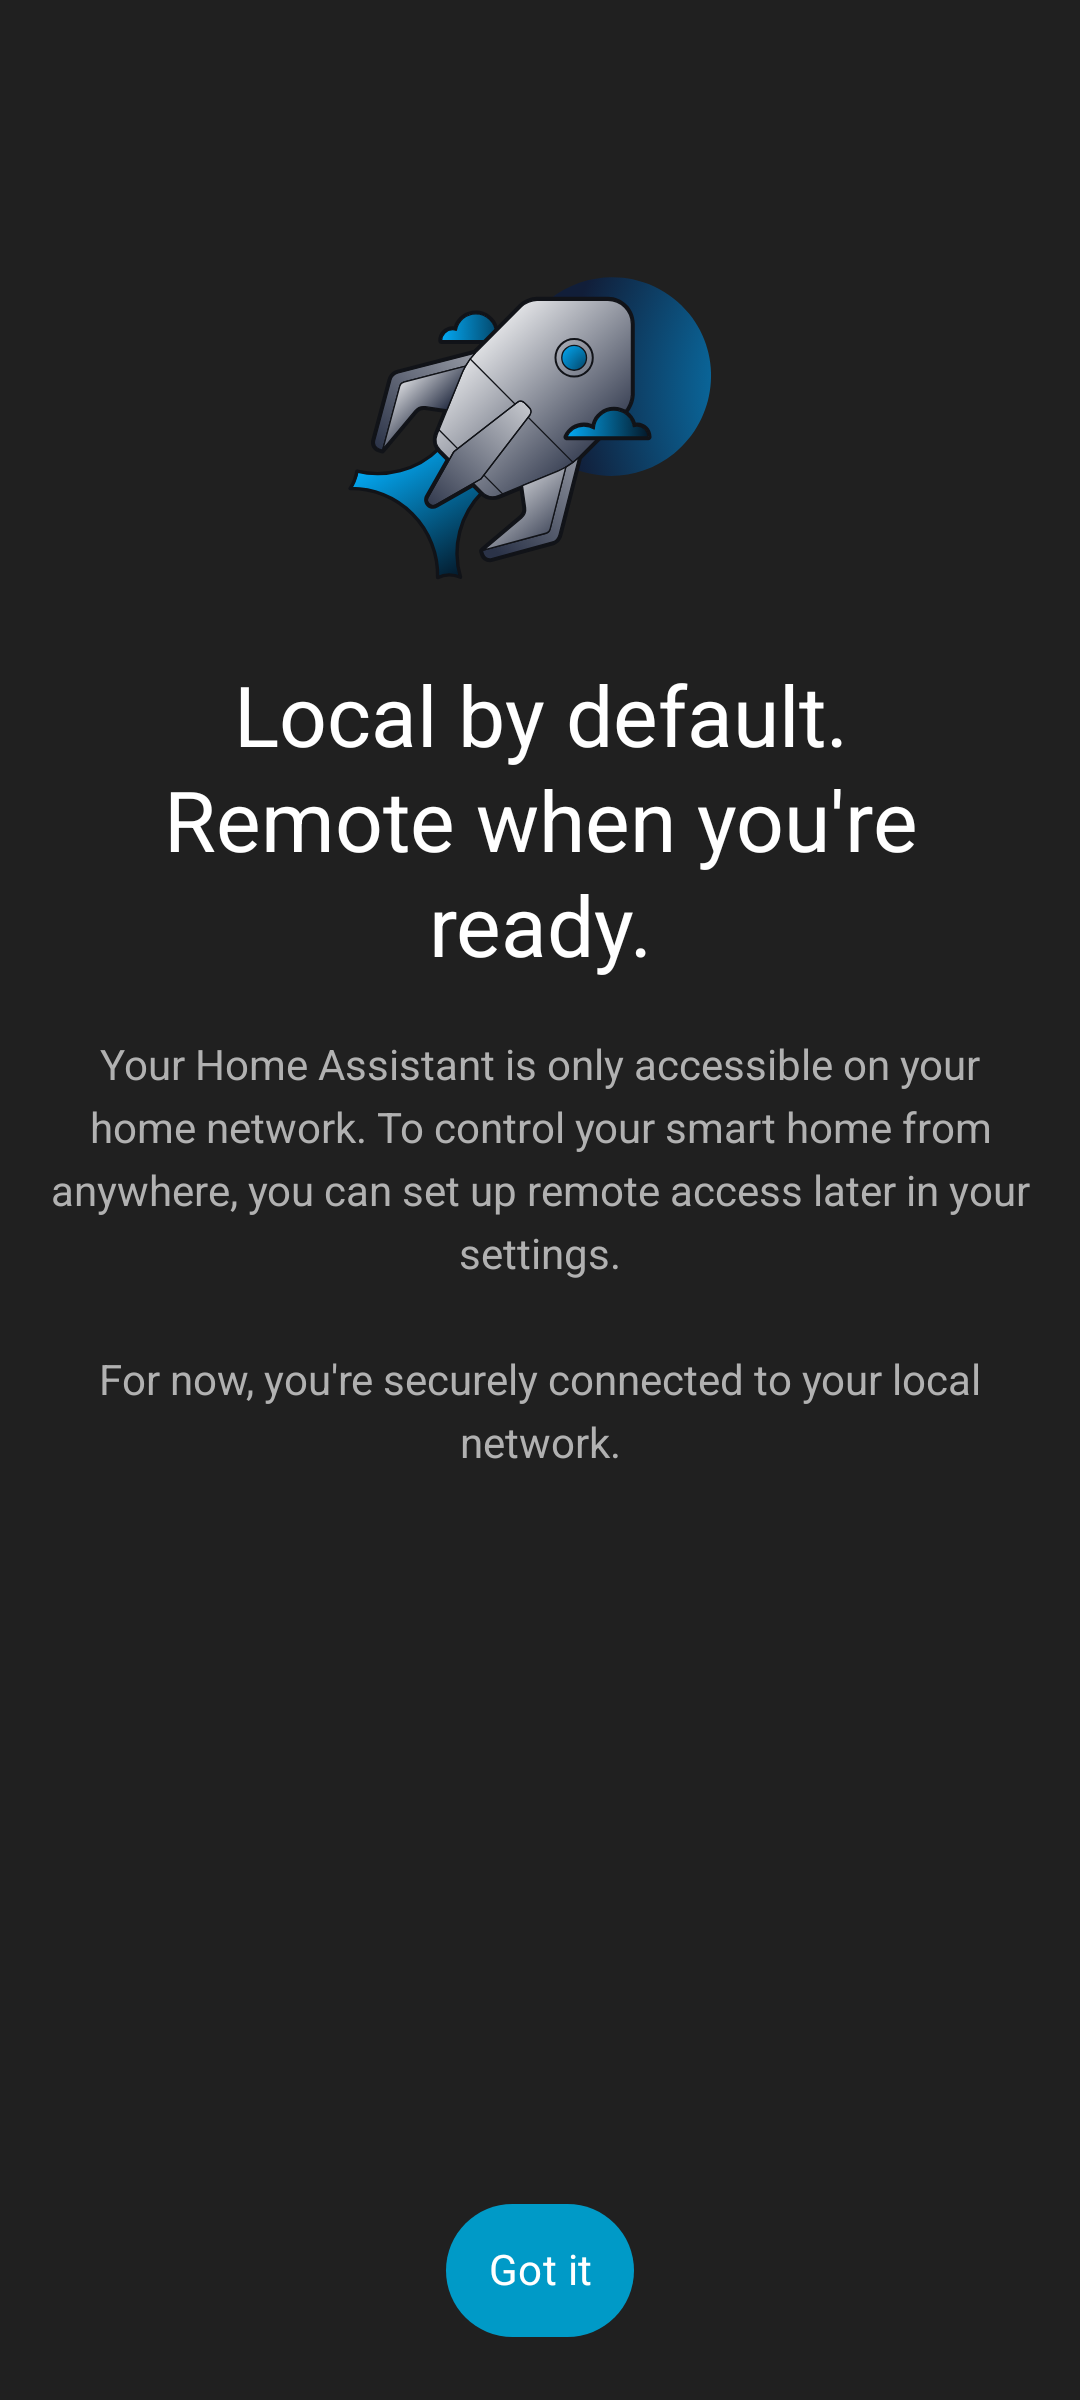 Local by default.
Remote when you're
ready.
Your Home Assistant is only accessible on your
home network. To control your smart home from
anywhere, you can set up remote access later in your
settings.
For now, you're securely connected to your local
network.
Got it